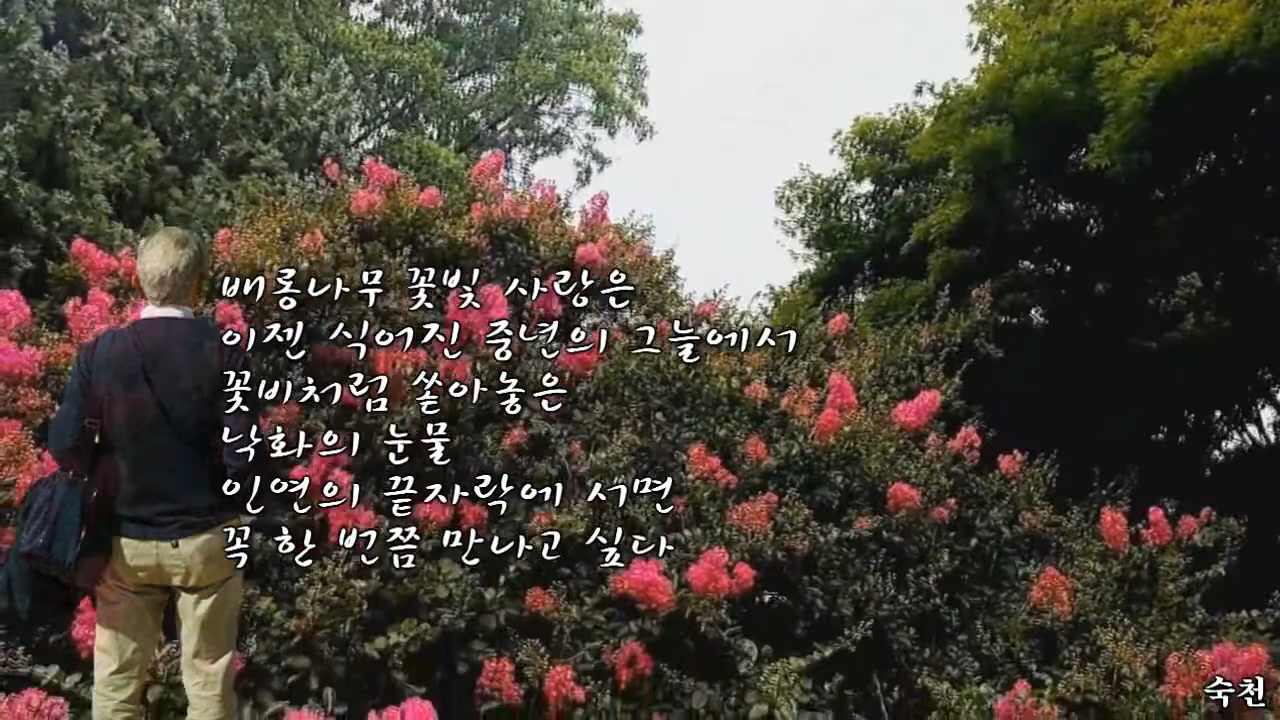 배롱나무 꽃빛 사랑은
이젠 식어진 중년의 그늘에서
꽃비처럼 쏟아놓은
낙화의 눈물
인연의 끝자락에 서면
꼭 한 번쯤 만나고 싶다
숙천